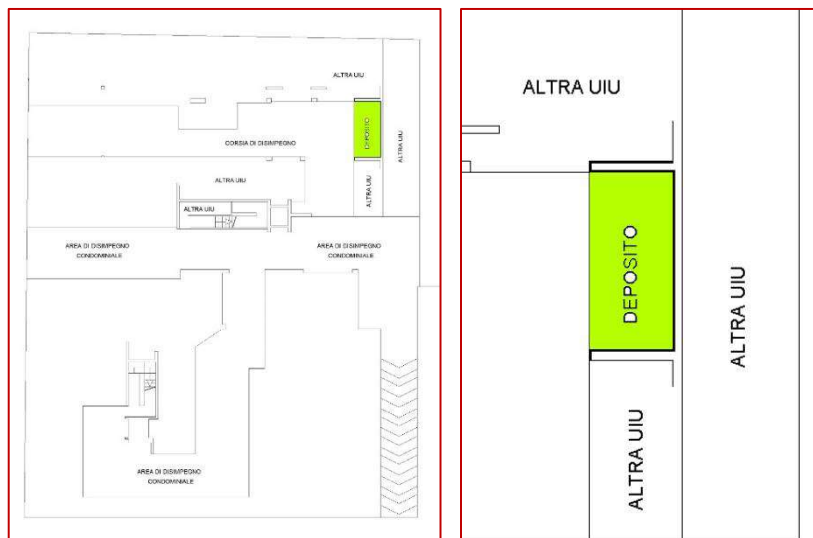 ALTRA UIU
DEPOSITO
CORSIA DI DISIMPEGNO
ALTRA UIU
ALTRA UIU
ALTRA UIU
ALTRA UIU
AREA DI DISIMPEGNO
CONDOMINIALE
AREA DI DISIMPEGNO
CONDOMINIALE
AREA DI DISIMPEGNO
CONDOMINIALE
ALTRA UIU
DEPOSITO
ALTRA UIU
ALTRA UIU